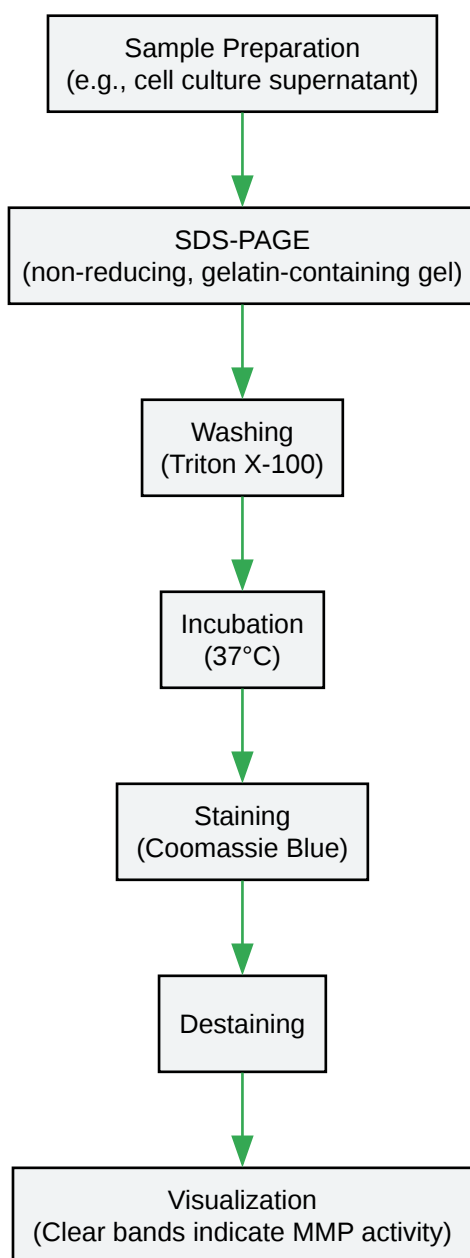 Sample Preparation
(e.g., cell culture supernatant)
SDS-PAGE
(non-reducing, gelatin-containing gel)
Washing
(Triton X-100)
Incubation
(37°C)
Staining
(Coomassie Blue)
Destaining
Visualization
(Clear bands indicate MMP activity)